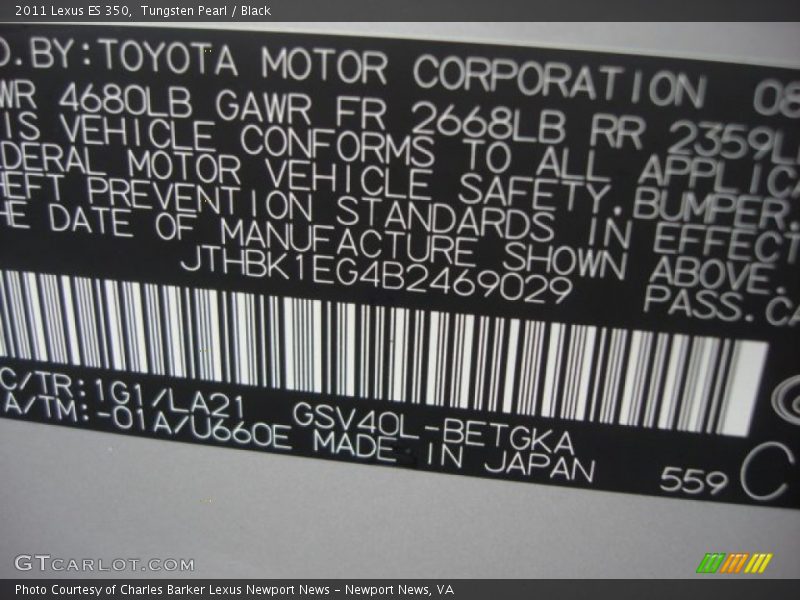 2011 Lexus ES 350, Tungsten Pearl / Black
D.BY:TOYOTA MOTOR CORPORATION 08
WR 4680LB GAWR FR 2668LB RR 2359L
IS VEHICLE CONFORMS TO ALL APPLICA
DERAL MOTOR VEHICLE SAFETY.BUMPER.
HEFT PREVENTION STANDARDS IN EFFECT
HE DATE OF MANUFACTURE SHOWN ABOVE.
JTHBK1EG4B2469029 PASS.CA
C/TR:1G1/LA21 GSV40L-BETGKA
A/TM:-01A/U660E MADE IN JAPAN 559 C
GTCARLOT.COM
Photo Courtesy of Charles Barker Lexus Newport News - Newport News, VA